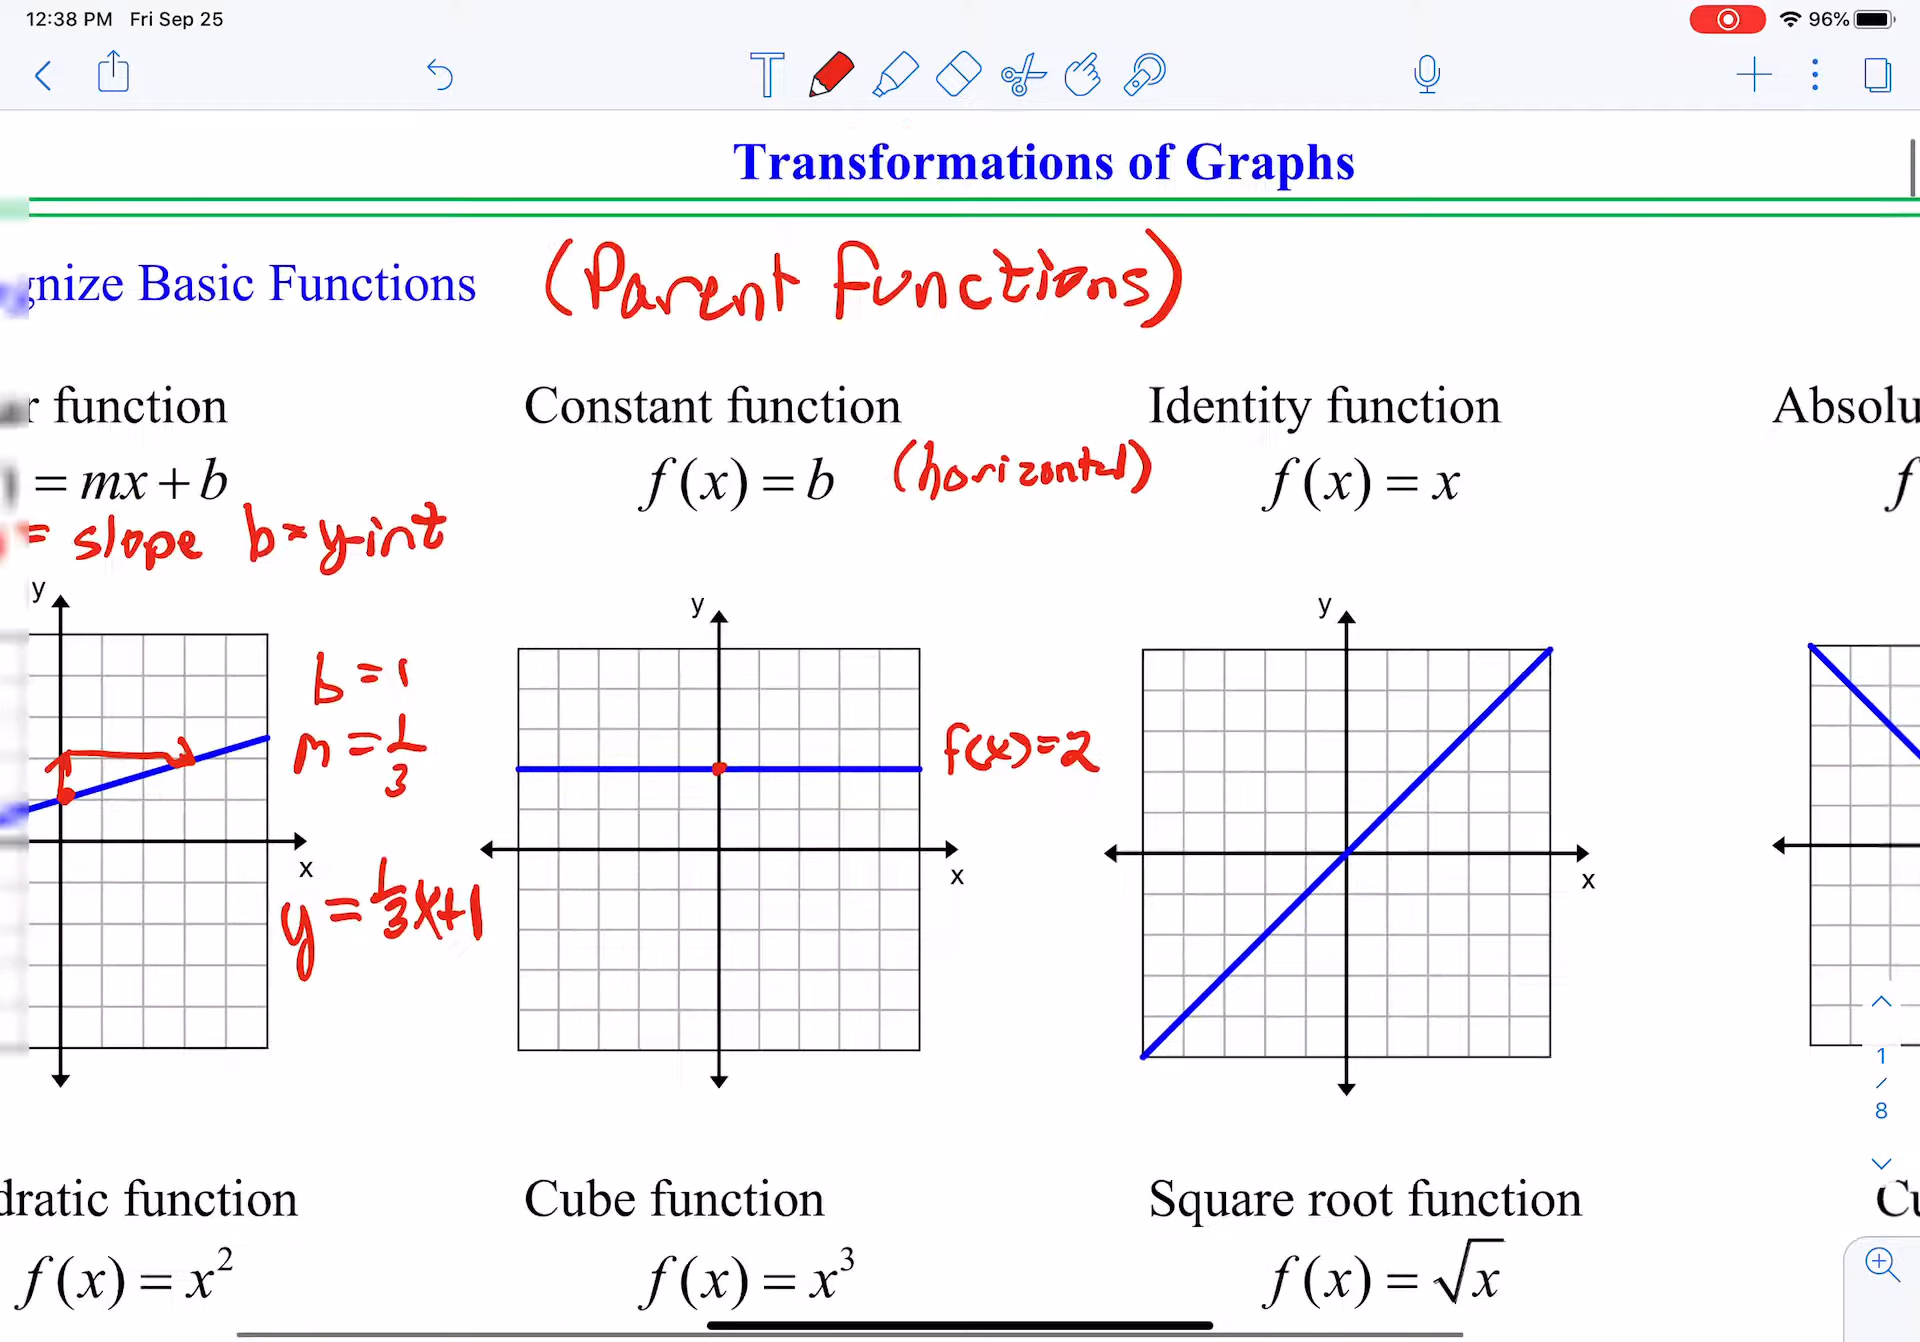 12:38 PM Fri Sep 25
96%
Transformations of Graphs
gnize Basic Functions (Parent Functions)
r function
Constant function
Identity function
Absolu
) = mx + b
f(x) = b (horizontal)
f(x) = x
f
= slope b = y-int
y
y
y
b = 1
m = 1/3
f(x) = 2
x
x
x
y = 1/3 x + 1
1
/
8
dratic function
Cube function
Square root function
Cu
f(x) = x²
f(x) = x³
f(x) = √x